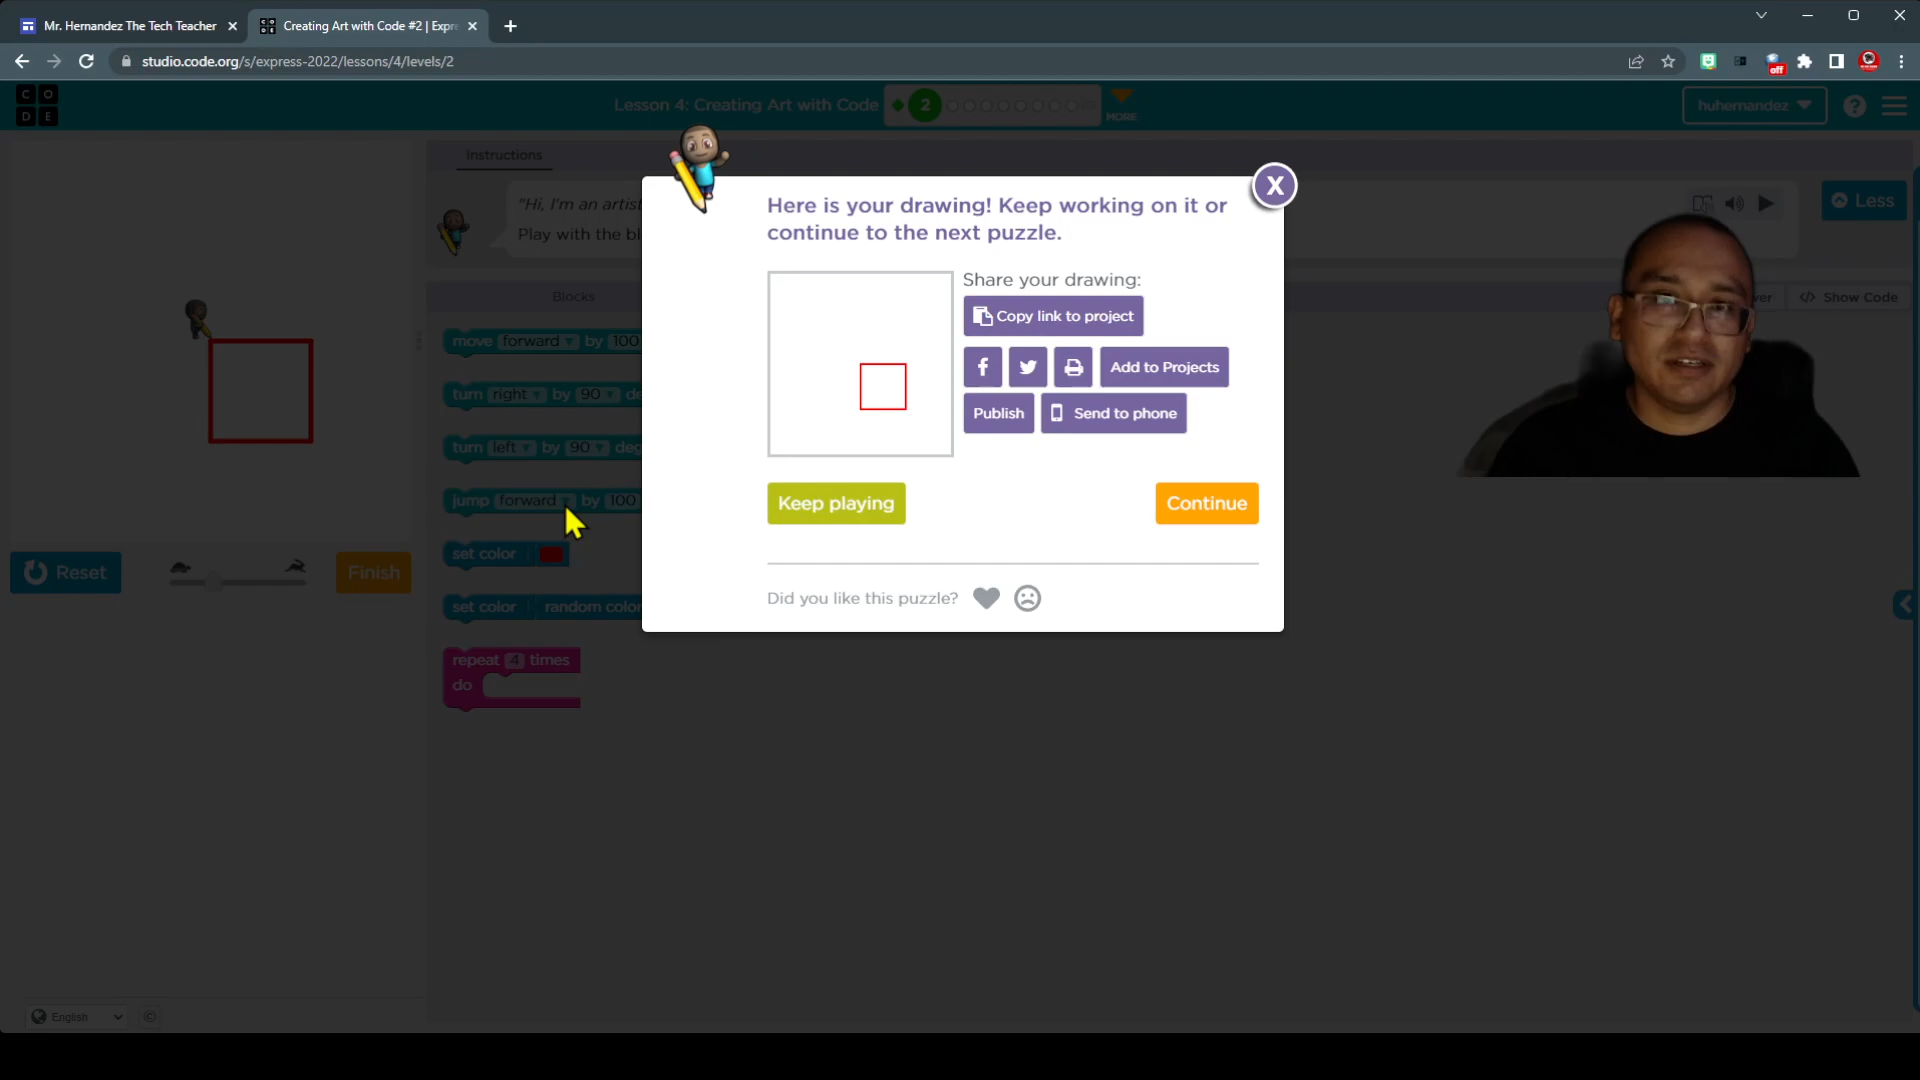 Mr. Hernandez The Tech Teacher
Creating Art with Code #2 | Expre
studio.code.org/s/express-2022/lessons/4/levels/2
off
C O
D E
Lesson 4: Creating Art with Code
2
MORE
huhernandez
Instructions
"Hi, I'm an artist
Play with the bl
Less
Blocks
Show Code
move forward by 100
turn right by 90 de
turn left by 90 deg
jump forward by 100
set color
set color random color
repeat 4 times
do
Reset
Finish
Here is your drawing! Keep working on it or
continue to the next puzzle.
X
Share your drawing:
Copy link to project
Add to Projects
Publish
Send to phone
Keep playing
Continue
Did you like this puzzle?
English